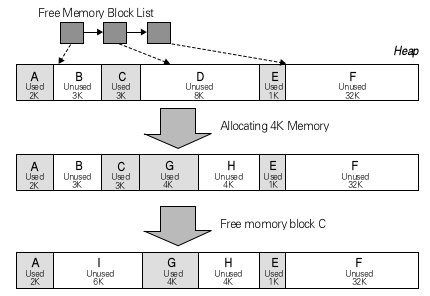 Free Memory Block List
Heap
A B C D E F
Used Unused Used Unused Used Unused
2K 3K 3K 8K 1K 32K
Allocating 4K Memory
A B C G H E F
Used Unused Used Used Unused Used Unused
2K 3K 3K 4K 4K 1K 32K
Free momory block C
A I G H E F
Used Unused Used Unused Used Unused
2K 6K 4K 4K 1K 32K